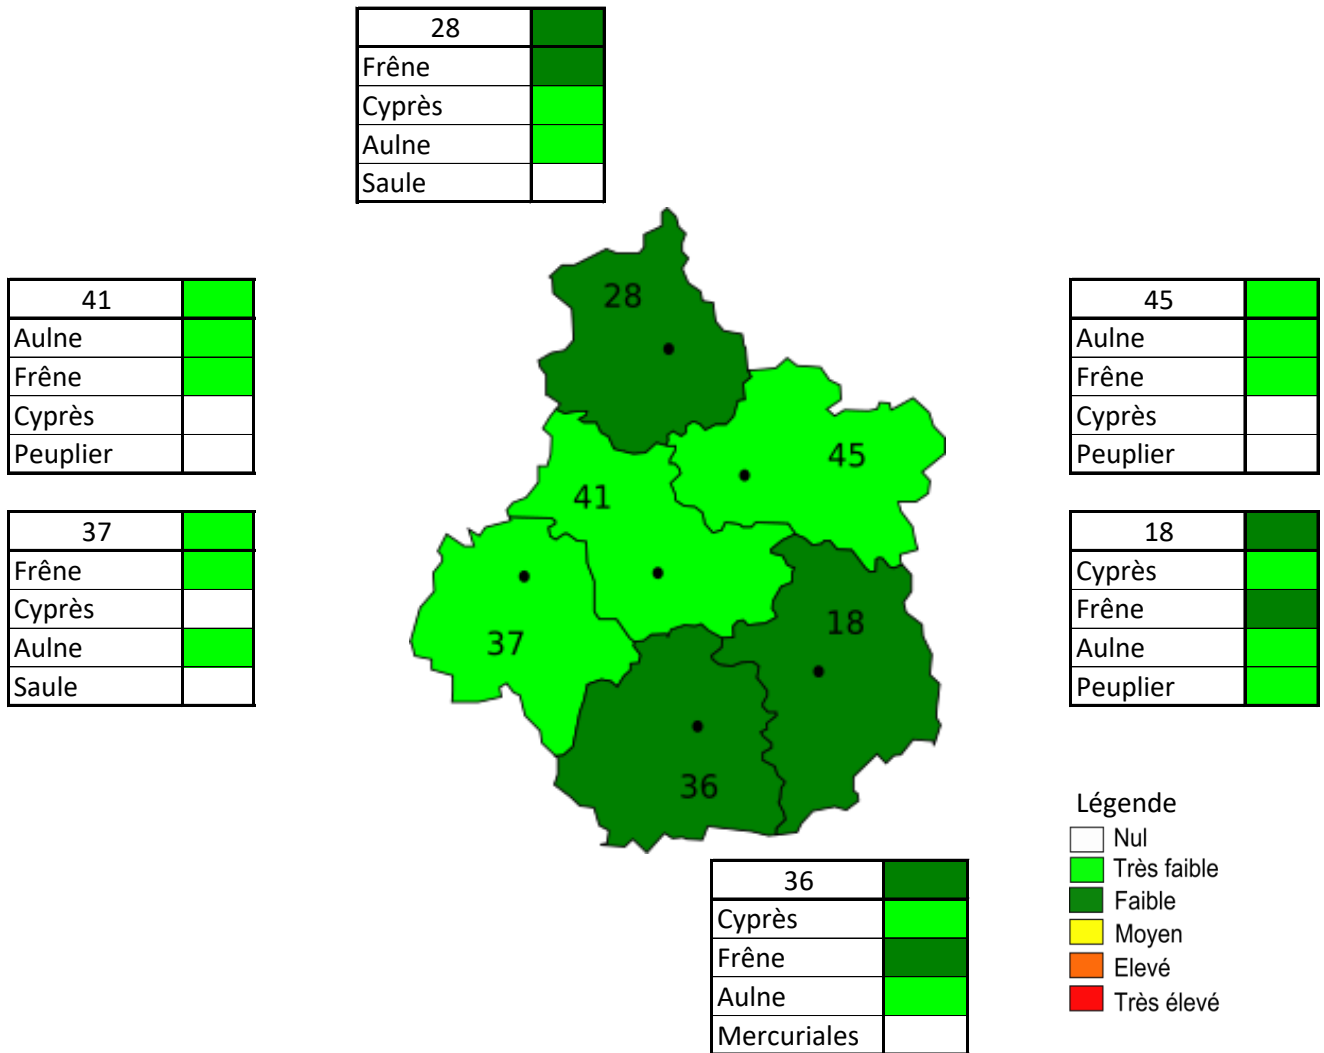 28
Frêne
Cyprès
Aulne
Saule
41
Aulne
Frêne
Cyprès
Peuplier
37
Frêne
Cyprès
Aulne
Saule
28
45
41
37
18
36
45
Aulne
Frêne
Cyprès
Peuplier
18
Cyprès
Frêne
Aulne
Peuplier
36
Cyprès
Frêne
Aulne
Mercuriales
Légende
Nul
Très faible
Faible
Moyen
Elevé
Très élevé